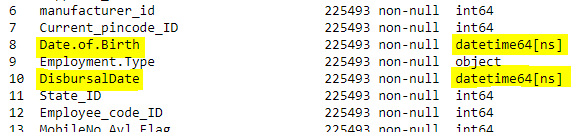 6 manufacturer_id 225493 non-null int64
7 Current_pincode_ID 225493 non-null int64
8 Date.of.Birth 225493 non-null datetime64[ns]
9 Employment.Type 225493 non-null object
10 DisbursalDate 225493 non-null datetime64[ns]
11 State_ID 225493 non-null int64
12 Employee_code_ID 225493 non-null int64
13 MobileNo_Avl_Flag 225493 non-null int64